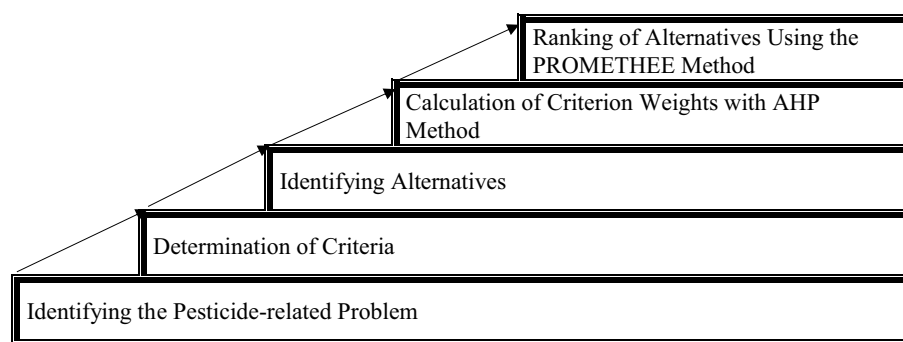 Ranking of Alternatives Using the
PROMETHEE Method
Calculation of Criterion Weights with AHP
Method
Identifying Alternatives
Determination of Criteria
Identifying the Pesticide-related Problem